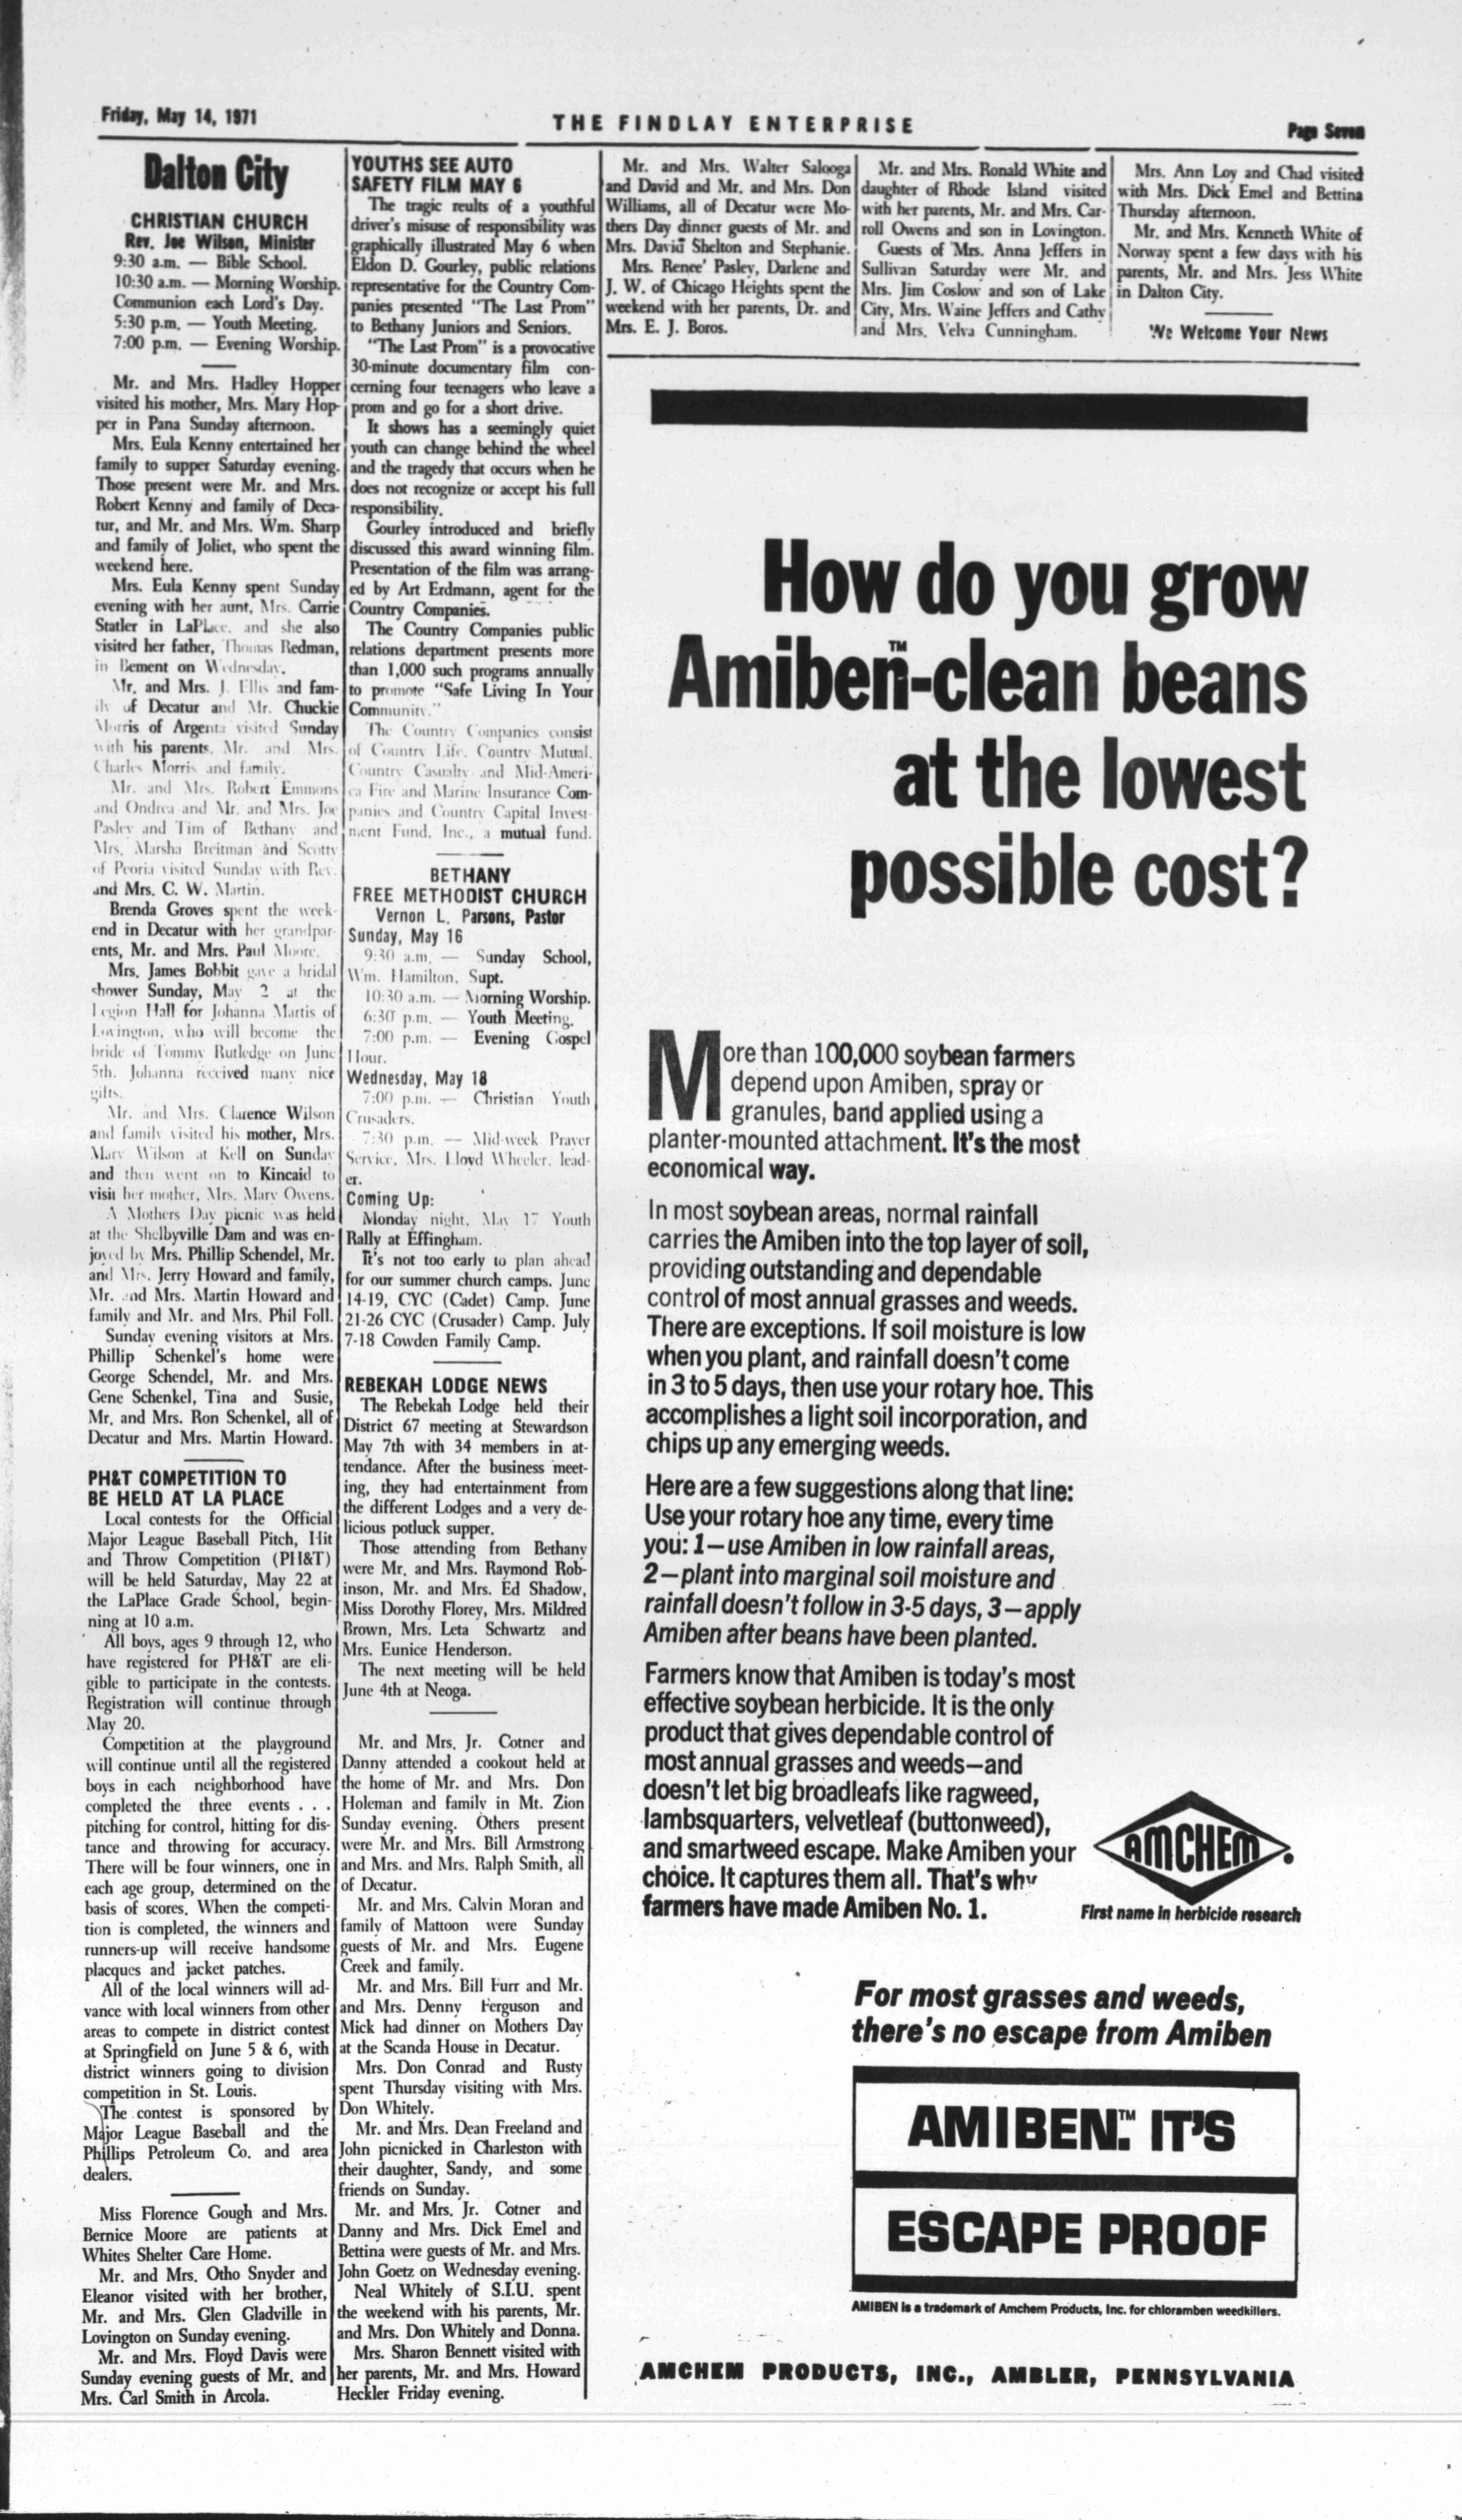 Friday, May 14, 1971
THE FINDLAY ENTERPRISE
Page Seven
Dalton City
CHRISTIAN CHURCH
Rev. Joe Wilson, Minister
9:30 a.m. — Bible School.
10:30 a.m. — Morning Worship.
Communion each Lord's Day.
5:30 p.m. — Youth Meeting.
7:00 p.m. — Evening Worship.
Mr. and Mrs. Hadley Hopper
visited his mother, Mrs. Mary Hop-
per in Pana Sunday afternoon.
Mrs. Eula Kenny entertained her
family to supper Saturday evening.
Those present were Mr. and Mrs.
Robert Kenny and family of Deca-
tur, and Mr. and Mrs. Wm. Sharp
and family of Joliet, who spent the
weekend here.
Mrs. Eula Kenny spent Sunday
evening with her aunt, Mrs. Carrie
Statler in LaPlace, and she also
visited her father, Thomas Redman,
in Bement on Wednesday.
Mr. and Mrs. J. Ellis and fam-
ily of Decatur and Mr. Chuckie
Morris of Argenta visited Sunday
with his parents, Mr. and Mrs.
Charles Morris and family.
Mr. and Mrs. Robert Emmons
and Ondrea and Mr. and Mrs. Joe
Pasley and Tim of Bethany and
Mrs. Marsha Breitman and Scotty
of Peoria visited Sunday with Rev.
and Mrs. C. W. Martin.
Brenda Groves spent the week-
end in Decatur with her grandpar-
ents, Mr. and Mrs. Paul Moore.
Mrs. James Bobbit gave a bridal
shower Sunday, May 2 at the
Legion Hall for Johanna Martis of
Lovington, who will become the
bride of Tommy Rutledge on June
5th. Johanna received many nice
gifts.
Mr. and Mrs. Clarence Wilson
and family visited his mother, Mrs.
Mary Wilson at Kell on Sunday
and then went on to Kincaid to
visit her mother, Mrs. Mary Owens.
A Mothers Day picnic was held
at the Shelbyville Dam and was en-
joyed by Mrs. Phillip Schendel, Mr.
and Mrs. Jerry Howard and family,
Mr. and Mrs. Martin Howard and
family and Mr. and Mrs. Phil Foll.
Sunday evening visitors at Mrs.
Phillip Schenkel's home were
George Schendel, Mr. and Mrs.
Gene Schenkel, Tina and Susie,
Mr. and Mrs. Ron Schenkel, all of
Decatur and Mrs. Martin Howard.
PH&T COMPETITION TO
BE HELD AT LA PLACE
Local contests for the Official
Major League Baseball Pitch, Hit
and Throw Competition (PH&T)
will be held Saturday, May 22 at
the LaPlace Grade School, begin-
ning at 10 a.m.
All boys, ages 9 through 12, who
have registered for PH&T are eli-
gible to participate in the contests.
Registration will continue through
May 20.
Competition at the playground
will continue until all the registered
boys in each neighborhood have
completed the three events . . .
pitching for control, hitting for dis-
tance and throwing for accuracy.
There will be four winners, one in
each age group, determined on the
basis of scores. When the competi-
tion is completed, the winners and
runners-up will receive handsome
placques and jacket patches.
All of the local winners will ad-
vance with local winners from other
areas to compete in district contest
at Springfield on June 5 & 6, with
district winners going to division
competition in St. Louis.
The contest is sponsored by
Major League Baseball and the
Phillips Petroleum Co. and area
dealers.
Miss Florence Gough and Mrs.
Bernice Moore are patients at
Whites Shelter Care Home.
Mr. and Mrs. Otho Snyder and
Eleanor visited with her brother,
Mr. and Mrs. Glen Gladville in
Lovington on Sunday evening.
Mr. and Mrs. Floyd Davis were
Sunday evening guests of Mr. and
Mrs. Carl Smith in Arcola.
YOUTHS SEE AUTO
SAFETY FILM MAY 6
The tragic reults of a youthful
driver's misuse of responsibility was
graphically illustrated May 6 when
Eldon D. Gourley, public relations
representative for the Country Com-
panies presented "The Last Prom"
to Bethany Juniors and Seniors.
"The Last Prom" is a provocative
30-minute documentary film con-
cerning four teenagers who leave a
prom and go for a short drive.
It shows has a seemingly quiet
youth can change behind the wheel
and the tragedy that occurs when he
does not recognize or accept his full
responsibility.
Gourley introduced and briefly
discussed this award winning film.
Presentation of the film was arrang-
ed by Art Erdmann, agent for the
Country Companies.
The Country Companies public
relations department presents more
than 1,000 such programs annually
to promote "Safe Living In Your
Community."
The Country Companies consist
of Country Life, Country Mutual,
Country Casualty and Mid-Ameri-
ca Fire and Marine Insurance Com-
panies and Country Capital Invest-
ment Fund, Inc., a mutual fund.
BETHANY
FREE METHODIST CHURCH
Vernon L. Parsons, Pastor
Sunday, May 16
9:30 a.m. — Sunday School,
Wm. Hamilton, Supt.
10:30 a.m. — Morning Worship.
6:30 p.m. — Youth Meeting.
7:00 p.m. — Evening Gospel
Hour.
Wednesday, May 18
7:00 p.m. — Christian Youth
Crusaders.
7:30 p.m. — Mid-week Prayer
Service, Mrs. Lloyd Wheeler, lead-
er.
Coming Up:
Monday night, May 17 Youth
Rally at Effingham.
It's not too early to plan ahead
for our summer church camps. June
14-19, CYC (Cadet) Camp. June
21-26 CYC (Crusader) Camp. July
7-18 Cowden Family Camp.
REBEKAH LODGE NEWS
The Rebekah Lodge held their
District 67 meeting at Stewardson
May 7th with 34 members in at-
tendance. After the business meet-
ing, they had entertainment from
the different Lodges and a very de-
licious potluck supper.
Those attending from Bethany
were Mr. and Mrs. Raymond Rob-
inson, Mr. and Mrs. Ed Shadow,
Miss Dorothy Florey, Mrs. Mildred
Brown, Mrs. Leta Schwartz and
Mrs. Eunice Henderson.
The next meeting will be held
June 4th at Neoga.
Mr. and Mrs. Jr. Cotner and
Danny attended a cookout held at
the home of Mr. and Mrs. Don
Holeman and family in Mt. Zion
Sunday evening. Others present
were Mr. and Mrs. Bill Armstrong
and Mrs. and Mrs. Ralph Smith, all
of Decatur.
Mr. and Mrs. Calvin Moran and
family of Mattoon were Sunday
guests of Mr. and Mrs. Eugene
Creek and family.
Mr. and Mrs. Bill Furr and Mr.
and Mrs. Denny Ferguson and
Mick had dinner on Mothers Day
at the Scanda House in Decatur.
Mrs. Don Conrad and Rusty
spent Thursday visiting with Mrs.
Don Whitely.
Mr. and Mrs. Dean Freeland and
John picnicked in Charleston with
their daughter, Sandy, and some
friends on Sunday.
Mr. and Mrs. Jr. Cotner and
Danny and Mrs. Dick Emel and
Bettina were guests of Mr. and Mrs.
John Goetz on Wednesday evening.
Neal Whitely of S.I.U. spent
the weekend with his parents, Mr.
and Mrs. Don Whitely and Donna.
Mrs. Sharon Bennett visited with
her parents, Mr. and Mrs. Howard
Heckler Friday evening.
Mr. and Mrs. Walter Salooga
and David and Mr. and Mrs. Don
Williams, all of Decatur were Mo-
thers Day dinner guests of Mr. and
Mrs. David Shelton and Stephanie.
Mrs. Renee' Pasley, Darlene and
J. W. of Chicago Heights spent the
weekend with her parents, Dr. and
Mrs. E. J. Boros.
Mr. and Mrs. Ronald White and
daughter of Rhode Island visited
with her parents, Mr. and Mrs. Car-
roll Owens and son in Lovington.
Guests of Mrs. Anna Jeffers in
Sullivan Saturday were Mr. and
Mrs. Jim Coslow and son of Lake
City, Mrs. Waine Jeffers and Cathy
and Mrs. Velva Cunningham.
Mrs. Ann Loy and Chad visited
with Mrs. Dick Emel and Bettina
Thursday afternoon.
Mr. and Mrs. Kenneth White of
Norway spent a few days with his
parents, Mr. and Mrs. Jess White
in Dalton City.
We Welcome Your News
How do you grow
Amiben™-clean beans
at the lowest
possible cost?
More than 100,000 soybean farmers
depend upon Amiben, spray or
granules, band applied using a
planter-mounted attachment. It's the most
economical way.
In most soybean areas, normal rainfall
carries the Amiben into the top layer of soil,
providing outstanding and dependable
control of most annual grasses and weeds.
There are exceptions. If soil moisture is low
when you plant, and rainfall doesn't come
in 3 to 5 days, then use your rotary hoe. This
accomplishes a light soil incorporation, and
chips up any emerging weeds.
Here are a few suggestions along that line:
Use your rotary hoe any time, every time
you: 1—use Amiben in low rainfall areas,
2—plant into marginal soil moisture and
rainfall doesn't follow in 3-5 days, 3—apply
Amiben after beans have been planted.
Farmers know that Amiben is today's most
effective soybean herbicide. It is the only
product that gives dependable control of
most annual grasses and weeds—and
doesn't let big broadleafs like ragweed,
lambsquarters, velvetleaf (buttonweed),
and smartweed escape. Make Amiben your
choice. It captures them all. That's why
farmers have made Amiben No. 1.
AMCHEM
First name in herbicide research
For most grasses and weeds,
there's no escape from Amiben
AMIBEN.™ IT'S
ESCAPE PROOF
AMIBEN is a trademark of Amchem Products, Inc. for chloramben weedkillers.
AMCHEM PRODUCTS, INC., AMBLER, PENNSYLVANIA